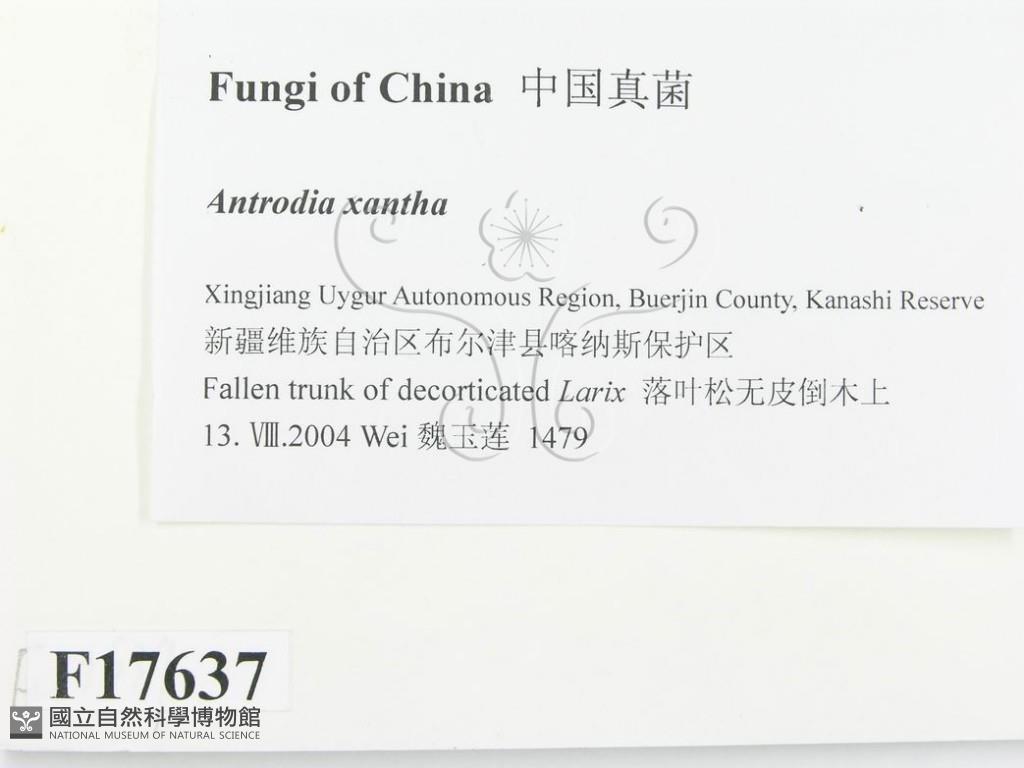 Fungi of China 中国真菌
Antrodia xantha
Xingjiang Uygur Autonomous Region, Buerjin County, Kanashi Reserve
新疆维族自治区布尔津县喀纳斯保护区
Fallen trunk of decorticated Larix 落叶松无皮倒木上
13. Ⅷ.2004 Wei 魏玉莲 1479
F17637
國立自然科學博物館
NATIONAL MUSEUM OF NATURAL SCIENCE